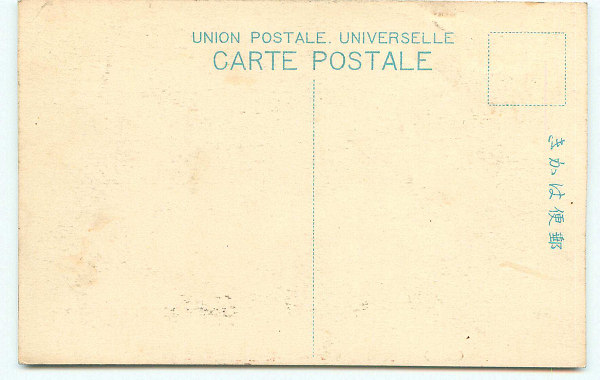 UNION POSTALE. UNIVERSELLE
CARTE POSTALE
きかは便郵